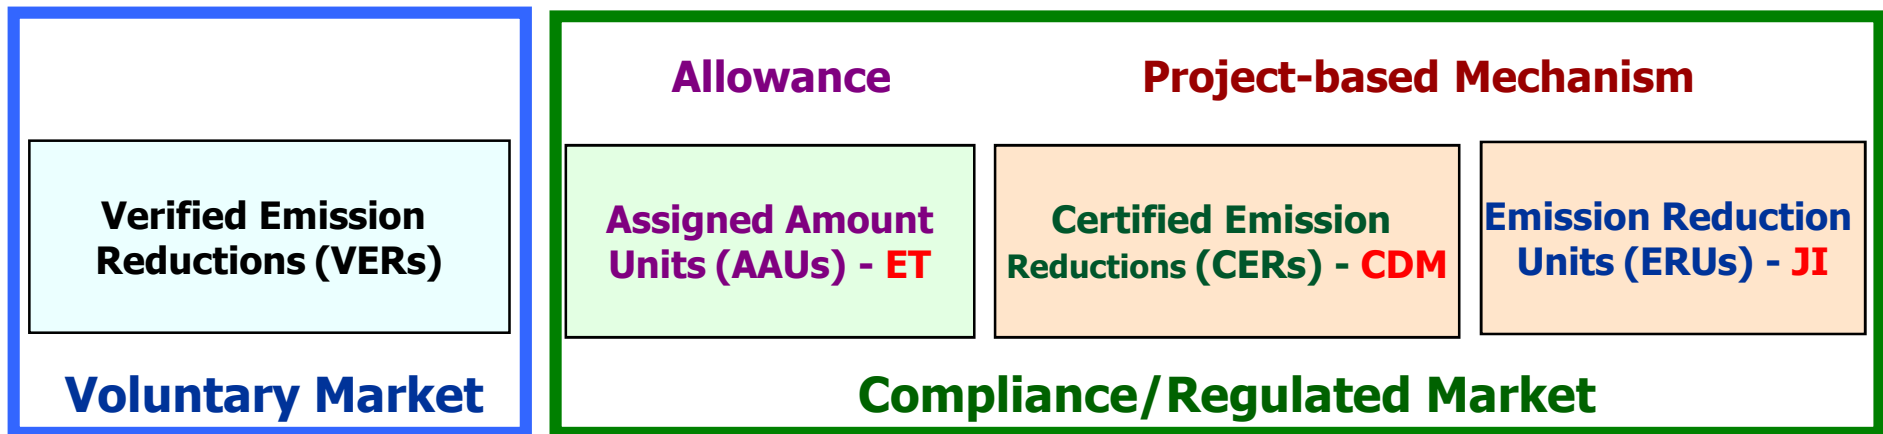 Verified Emission
Reductions (VERs)
Voluntary Market
Allowance
Project-based Mechanism
Assigned Amount
Units (AAUs) - ET
Certified Emission
Reductions (CERs) - CDM
Emission Reduction
Units (ERUs) - JI
Compliance/Regulated Market